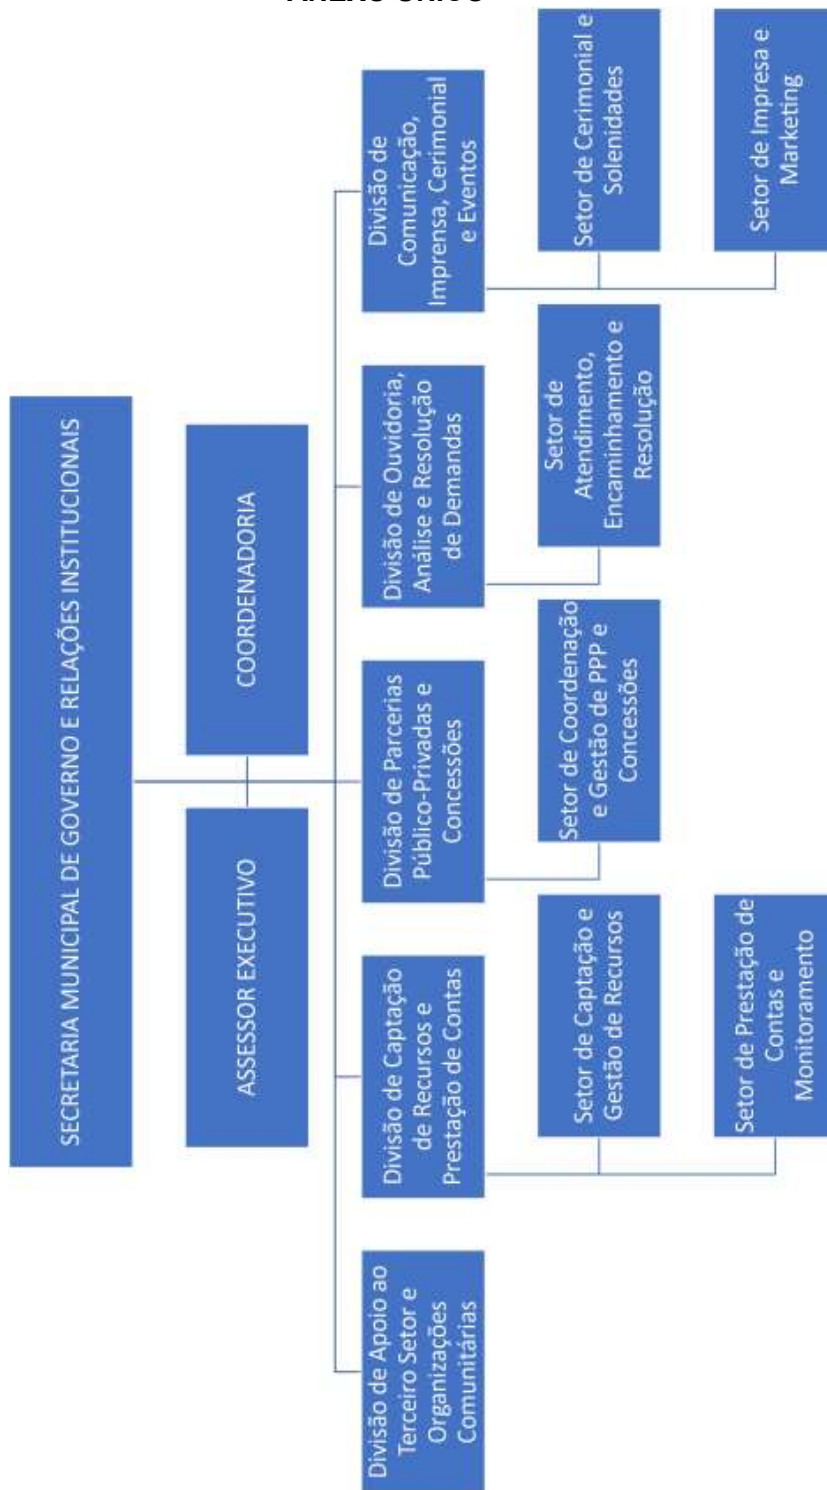 SECRETARIA MUNICIPAL DE GOVERNO E RELAÇÕES INSTITUCIONAIS
ASSESSOR EXECUTIVO
COORDENADORIA
Divisão de Apoio ao
Terceiro Setor e
Organizações
Comunitárias
Divisão de Captação
de Recursos e
Prestação de Contas
Setor de Captação e
Gestão de Recursos
Setor de Prestação de
Contas e
Monitoramento
Divisão de Parcerias
Público-Privadas e
Concessões
Setor de Coordenação
e Gestão de PPP e
Concessões
Divisão de Ouvidoria,
Análise e Resolução
de Demandas
Setor de
Atendimento,
Encaminhamento e
Resolução
Divisão de
Comunicação,
Imprensa, Cerimonial
e Eventos
Setor de Cerimonial e
Solenidades
Setor de Impresa e
Marketing